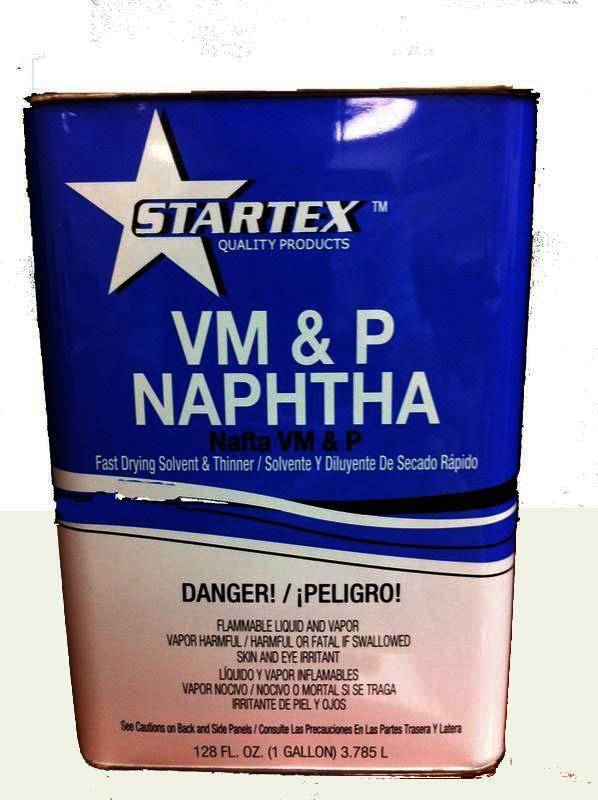 STARTEX ™
QUALITY PRODUCTS
VM & P
NAPHTHA
Nafta VM & P
Fast Drying Solvent & Thinner / Solvente Y Diluyente De Secado Rápido
DANGER! / ¡PELIGRO!
FLAMMABLE LIQUID AND VAPOR
VAPOR HARMFUL / HARMFUL OR FATAL IF SWALLOWED
SKIN AND EYE IRRITANT
LÍQUIDO Y VAPOR INFLAMABLES
VAPOR NOCIVO / NOCIVO O MORTAL SI SE TRAGA
IRRITANTE DE PIEL Y OJOS
See Cautions on Back and Side Panels / Consulte Las Precauciones En Las Partes Trasera Y Latera
128 FL. OZ. (1 GALLON) 3.785 L